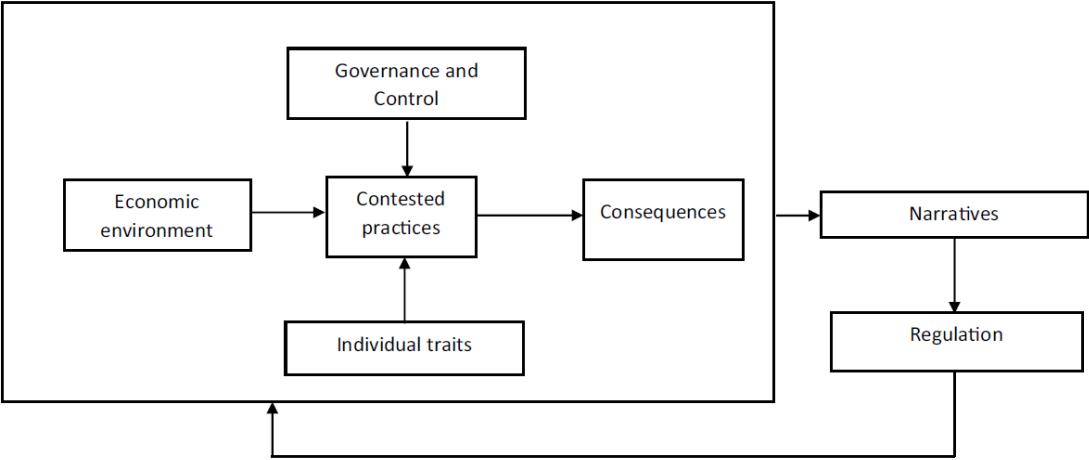 Governance and
Control
Economic
environment
Contested
practices
Consequences
Narratives
Individual traits
Regulation